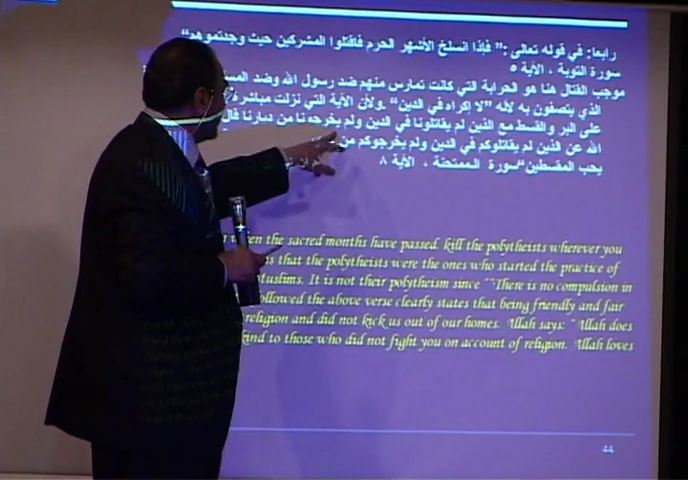 رابعا: في قوله تعالى :" فإذا انسلخ الأشهر الحرم فاقتلوا المشركين حيث وجدتموهم"
سورة التوبة ، الآية ٥
موجب القتال هنا هو الحرابة التي كانت تمارس منهم ضد رسول الله وضد
الذي يتصفون به لأنه "لا إكراه في الدين" .ولأن الآية التي نزلت مباشرة
على البر والقسط مع الذين لم يقاتلونا في الدين ولم يخرجونا من ديارنا
الله عن الذين لم يقاتلوكم في الدين ولم يخرجوكم من
يحب المقسطين"سورة الممتحنة ، الآية ٨
the sacred months have passed, kill the polytheists wherever you
that the polytheists were the ones who started the practice of
Muslims. It is not their polytheism since "There is no compulsion in
followed the above verse clearly states that being friendly and fair
religion and did not kick us out of our homes. Allah says: " Allah does
kind to those who did not fight you on account of religion. Allah loves
44